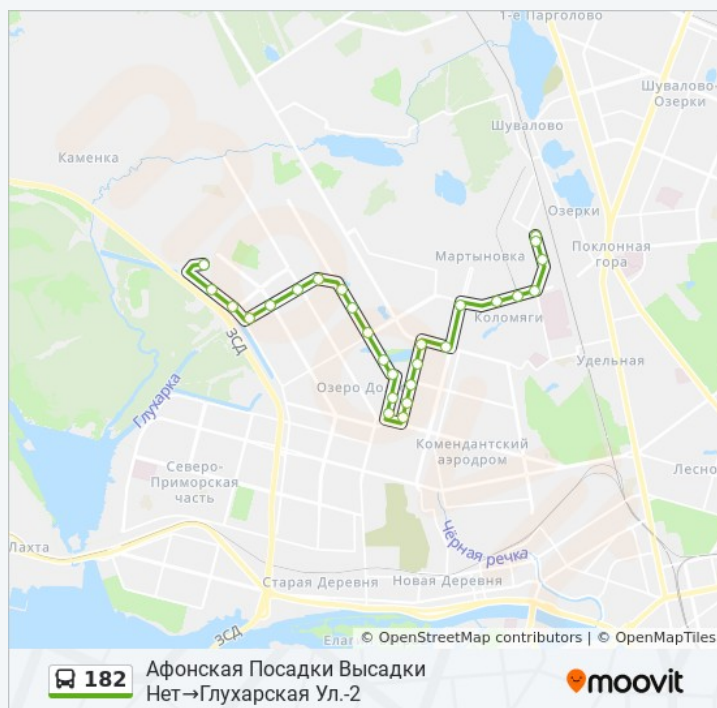 1-е Парголово
Шувалово-
Озерки
Шувалово
Каменка
Озерки
Поклонная
гора
Мартыновка
Коломяги
ЗСД
Удельная
Озеро До
Глухарка
Комендантский
аэродром
Северо-
Приморская
часть
Лесно
Чёрная речка
Лахта
Старая Деревня
Новая Деревня
ЗСД
Елаг
© OpenStreetMap contributors | © OpenMapTiles
182
Афонская Посадки Высадки
Нет→Глухарская Ул.-2
moovit